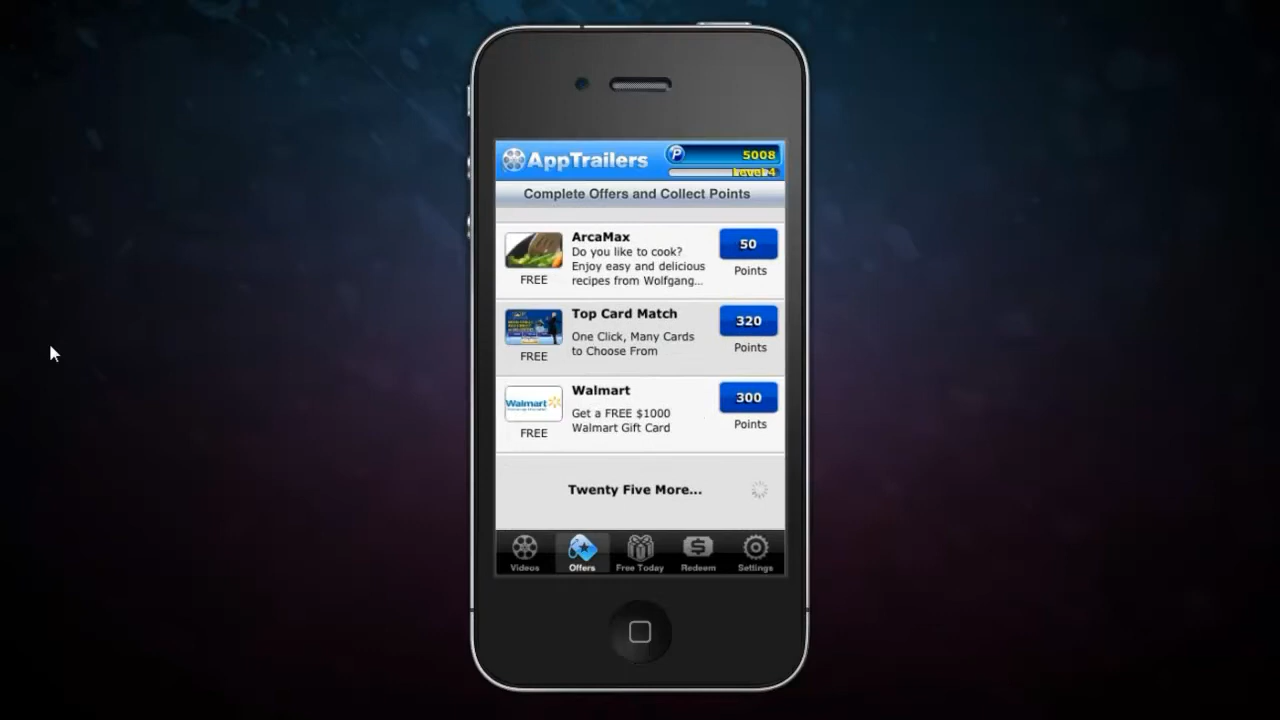 AppTrailers
P 5008
Level 4
Complete Offers and Collect Points
ArcaMax
Do you like to cook?
Enjoy easy and delicious
recipes from Wolfgang...
FREE
50
Points
Top Card Match
One Click, Many Cards
to Choose From
FREE
320
Points
Walmart
Get a FREE $1000
Walmart Gift Card
Walmart
FREE
300
Points
Twenty Five More...
Videos
Offers
Free Today
Redeem
Settings